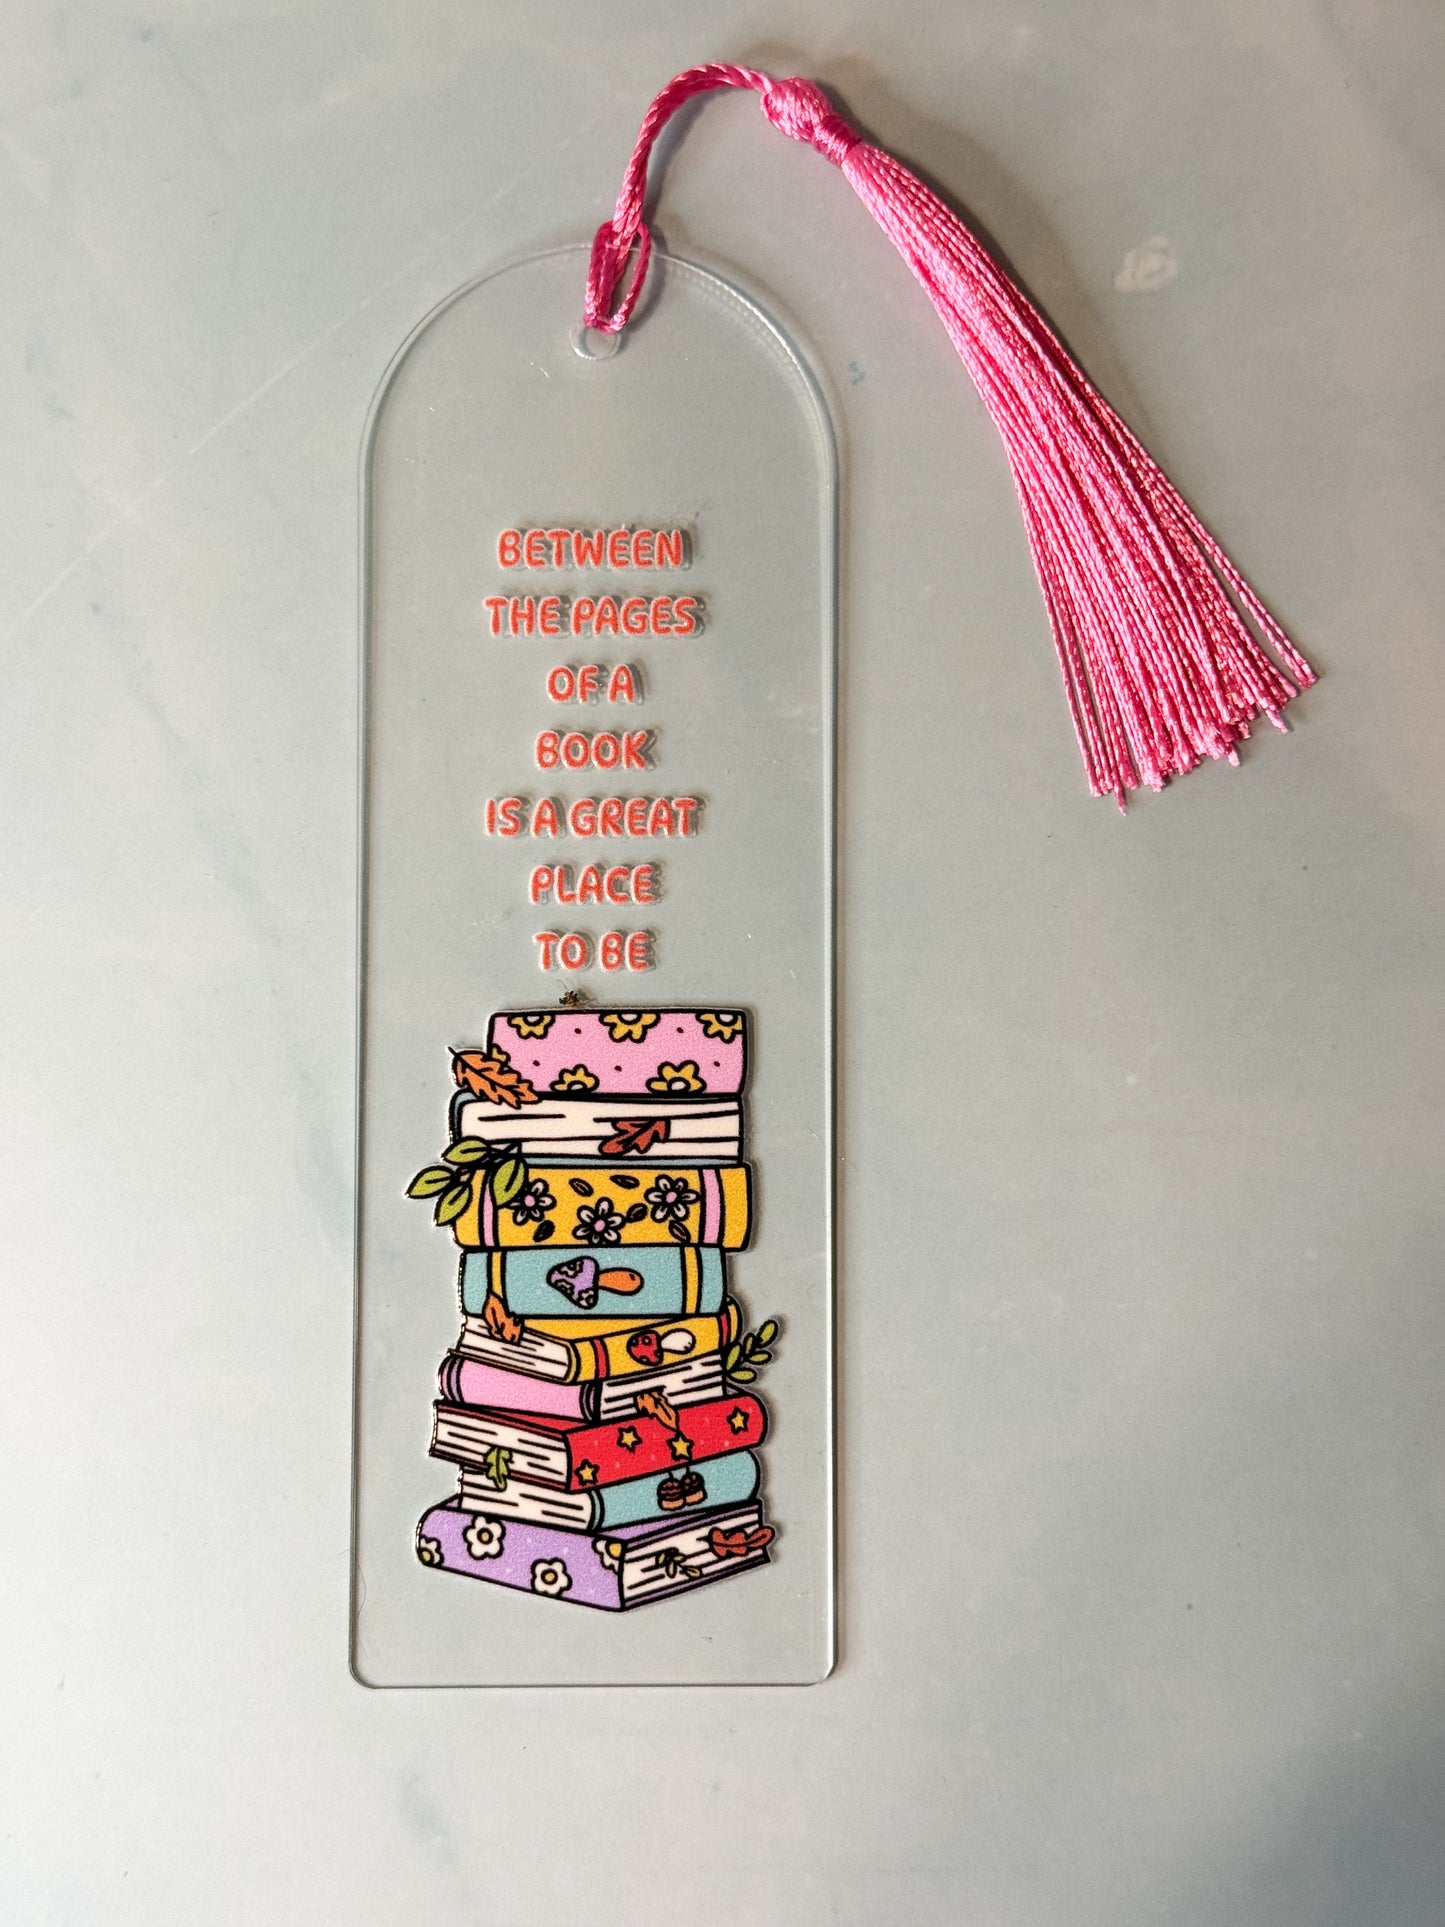 BETWEEN
THE PAGES
OF A
BOOK
IS A GREAT
PLACE
TO BE